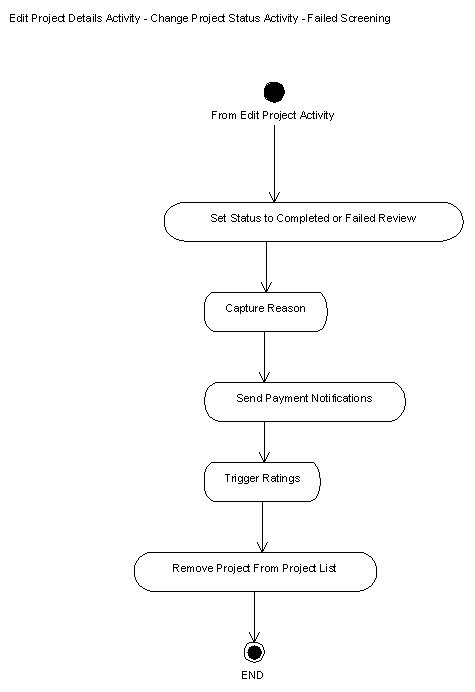 Edit Project Details Activity - Change Project Status Activity - Failed Screening
From Edit Project Activity
Set Status to Completed or Failed Review
Capture Reason
Send Payment Notifications
Trigger Ratings
Remove Project From Project List
END